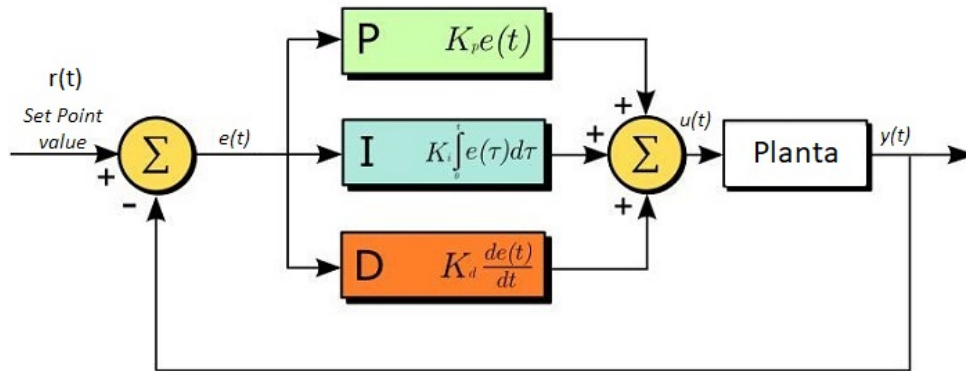 P K_p e(t)
r(t)
Set Point
value
+
-
Σ
e(t)
I K_i ∫_0^t e(τ)dτ
D K_d de(t)/dt
+
+
+
Σ
u(t)
Planta
y(t)